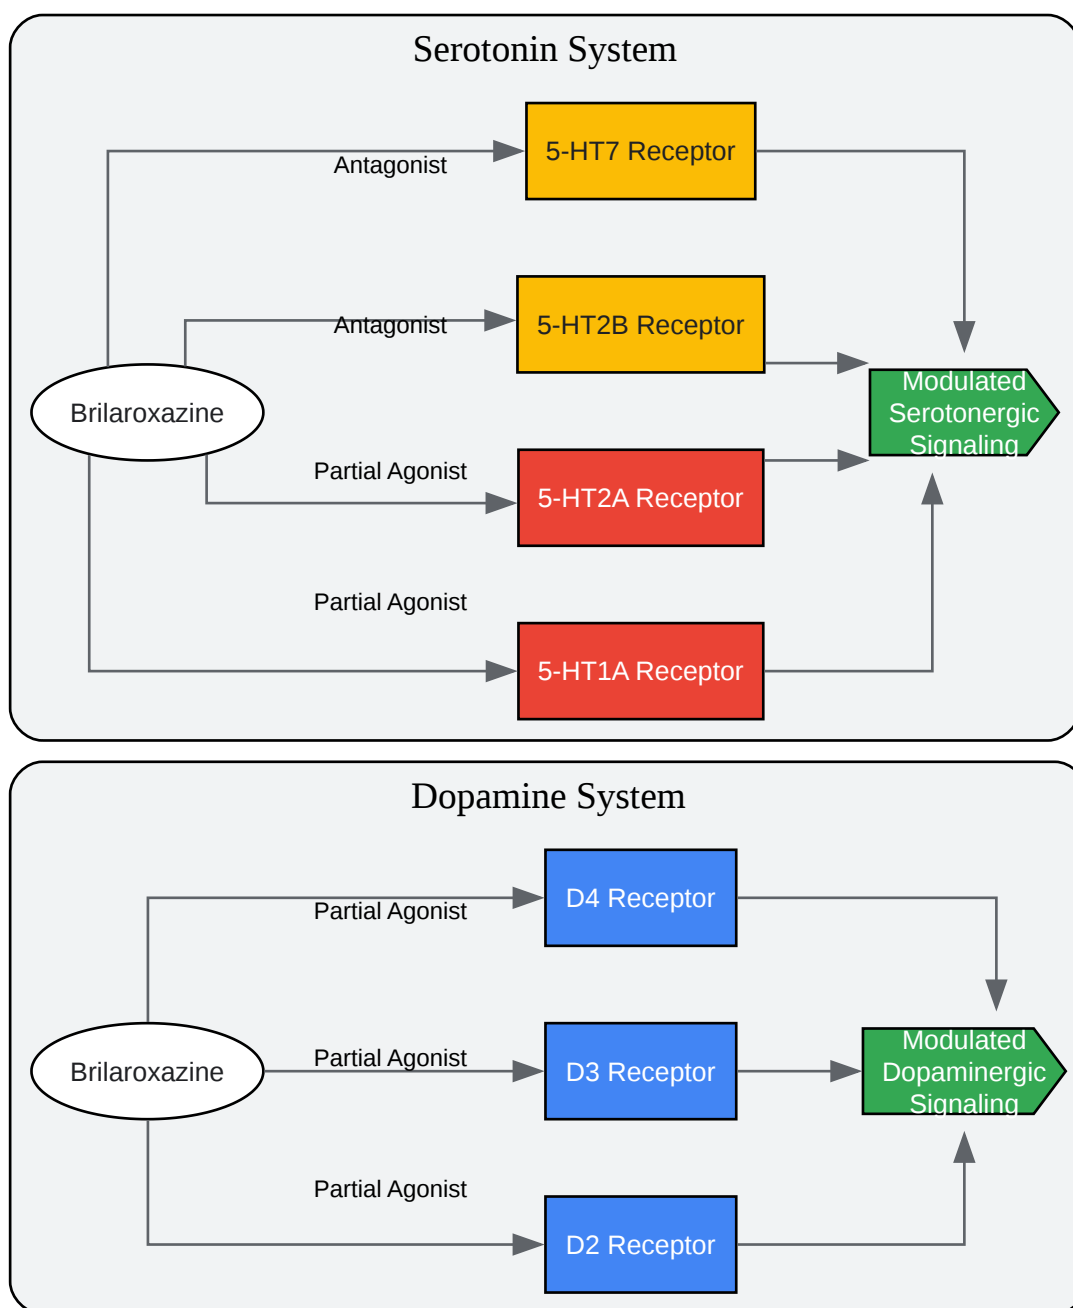 Serotonin System
5-HT7 Receptor
Antagonist
5-HT2B Receptor
Antagonist
Modulated
Serotonergic
Signaling
Brilaroxazine
Partial Agonist
5-HT2A Receptor
Partial Agonist
5-HT1A Receptor
Dopamine System
D4 Receptor
Partial Agonist
Modulated
Dopaminergic
Signaling
Brilaroxazine
Partial Agonist
D3 Receptor
Partial Agonist
D2 Receptor